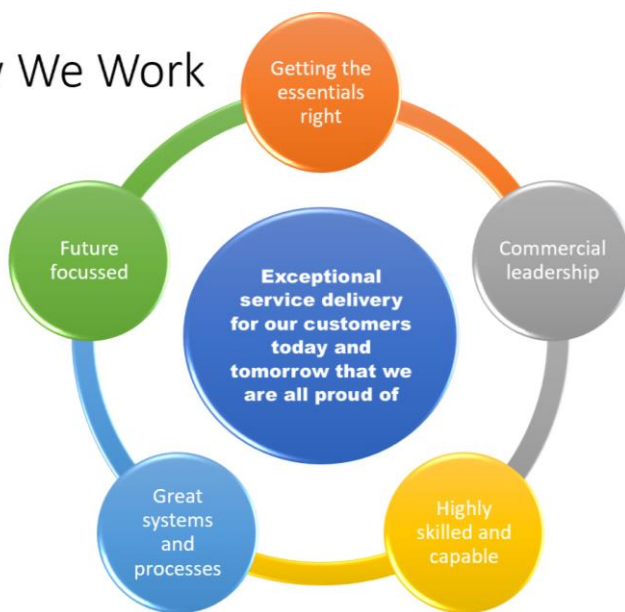 We Work
Getting the
essentials
right
Commercial
leadership
Highly
skilled and
capable
Great
systems
and
processes
Future
focussed
Exceptional
service delivery
for our customers
today and
tomorrow that we
are all proud of